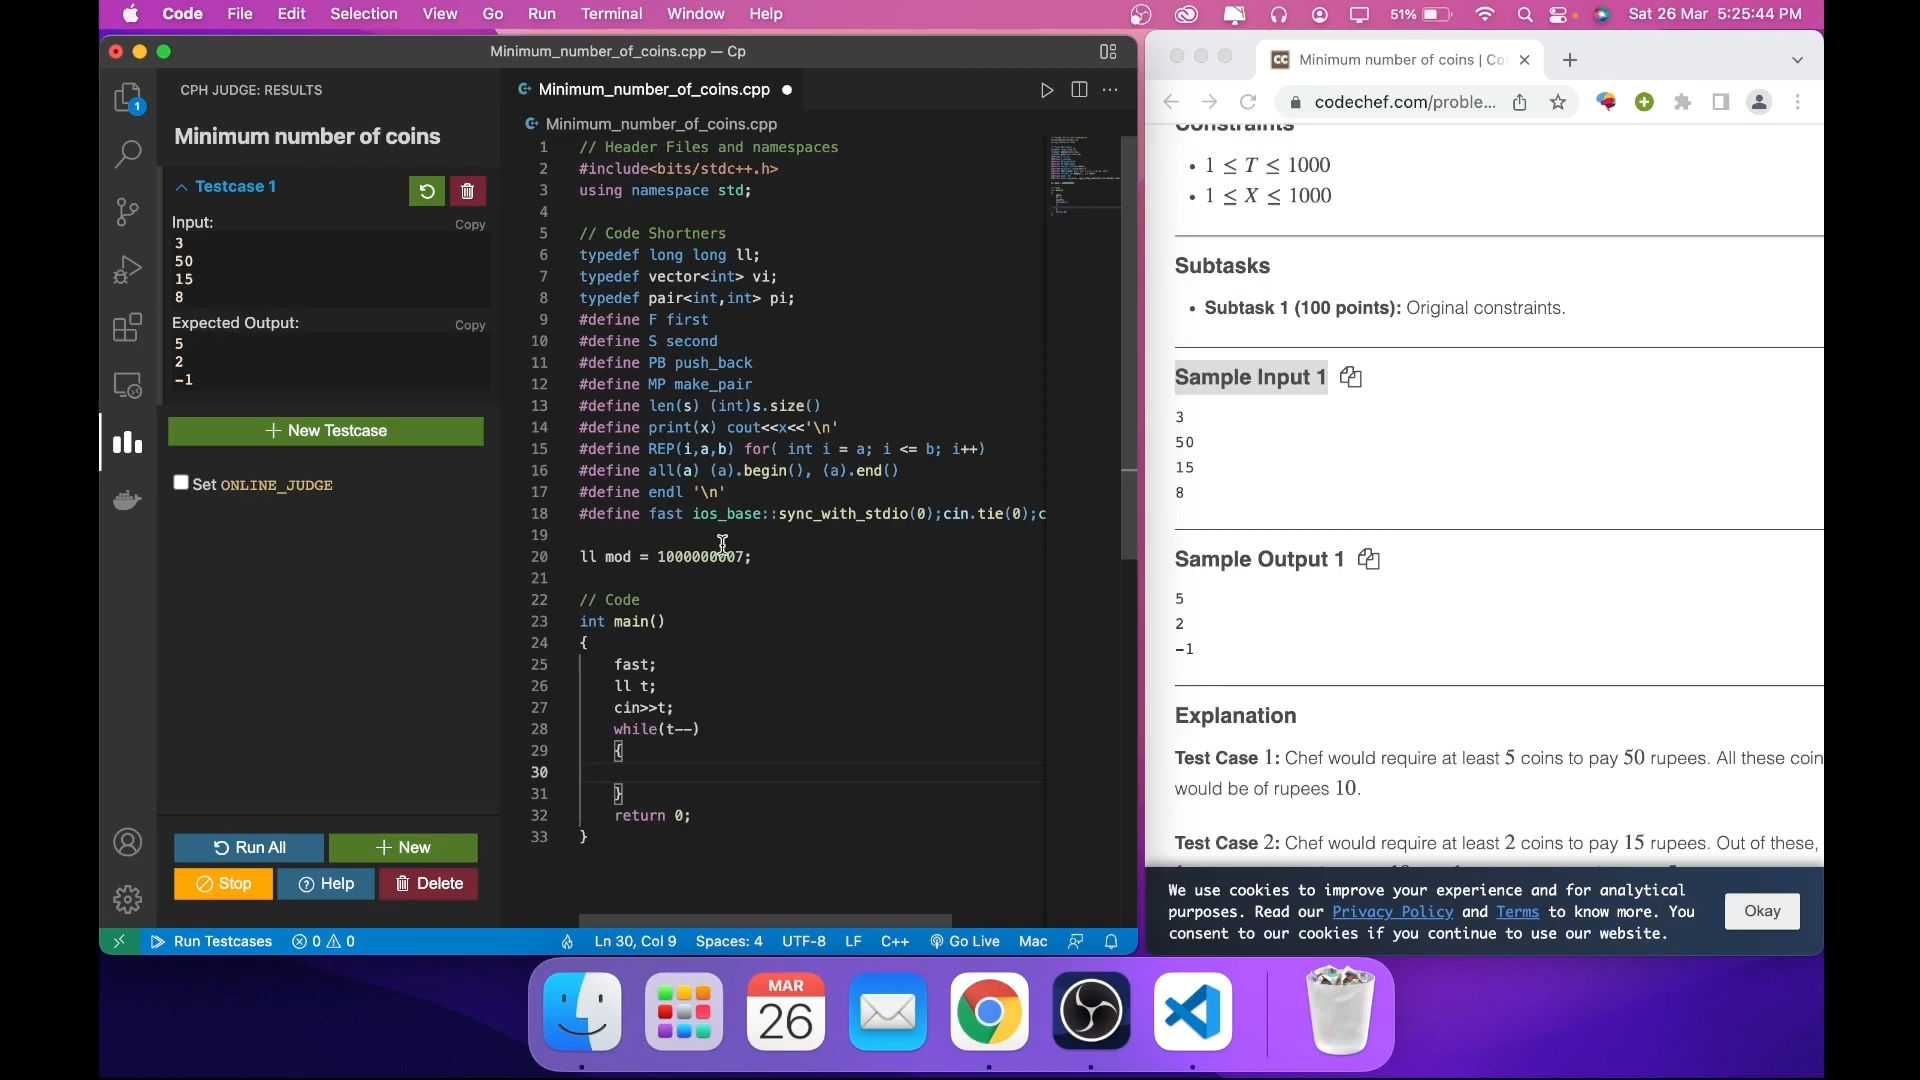 Code File Edit Selection View Go Run Terminal Window Help 51% Sat 26 Mar 5:25:44 PM
Minimum_number_of_coins.cpp — Cp
CPH JUDGE: RESULTS
Minimum number of coins
Testcase 1
Input:
Copy
3
50
15
8
Expected Output:
Copy
5
2
-1
+ New Testcase
Set ONLINE_JUDGE
Run All
+ New
Stop
Help
Delete
1
Minimum_number_of_coins.cpp
Minimum_number_of_coins.cpp
1 // Header Files and namespaces
2 #include<bits/stdc++.h>
3 using namespace std;
4
5 // Code Shortners
6 typedef long long ll;
7 typedef vector<int> vi;
8 typedef pair<int,int> pi;
9 #define F first
10 #define S second
11 #define PB push_back
12 #define MP make_pair
13 #define len(s) (int)s.size()
14 #define print(x) cout<<x<<'\n'
15 #define REP(i,a,b) for( int i = a; i <= b; i++)
16 #define all(a) (a).begin(), (a).end()
17 #define endl '\n'
18 #define fast ios_base::sync_with_stdio(0);cin.tie(0);c
19
20 ll mod = 1000000007;
21
22 // Code
23 int main()
24 {
25 fast;
26 ll t;
27 cin>>t;
28 while(t--)
29 {
30
31 }
32 return 0;
33 }
Run Testcases 0 0 Ln 30, Col 9 Spaces: 4 UTF-8 LF C++ Go Live Mac
CC Minimum number of coins | Co
codechef.com/proble...
Constraints
• 1 ≤ T ≤ 1000
• 1 ≤ X ≤ 1000
Subtasks
• Subtask 1 (100 points): Original constraints.
Sample Input 1
3
50
15
8
Sample Output 1
5
2
-1
Explanation
Test Case 1: Chef would require at least 5 coins to pay 50 rupees. All these coin
would be of rupees 10.
Test Case 2: Chef would require at least 2 coins to pay 15 rupees. Out of these,
We use cookies to improve your experience and for analytical
purposes. Read our Privacy Policy and Terms to know more. You
consent to our cookies if you continue to use our website.
Okay
MAR
26